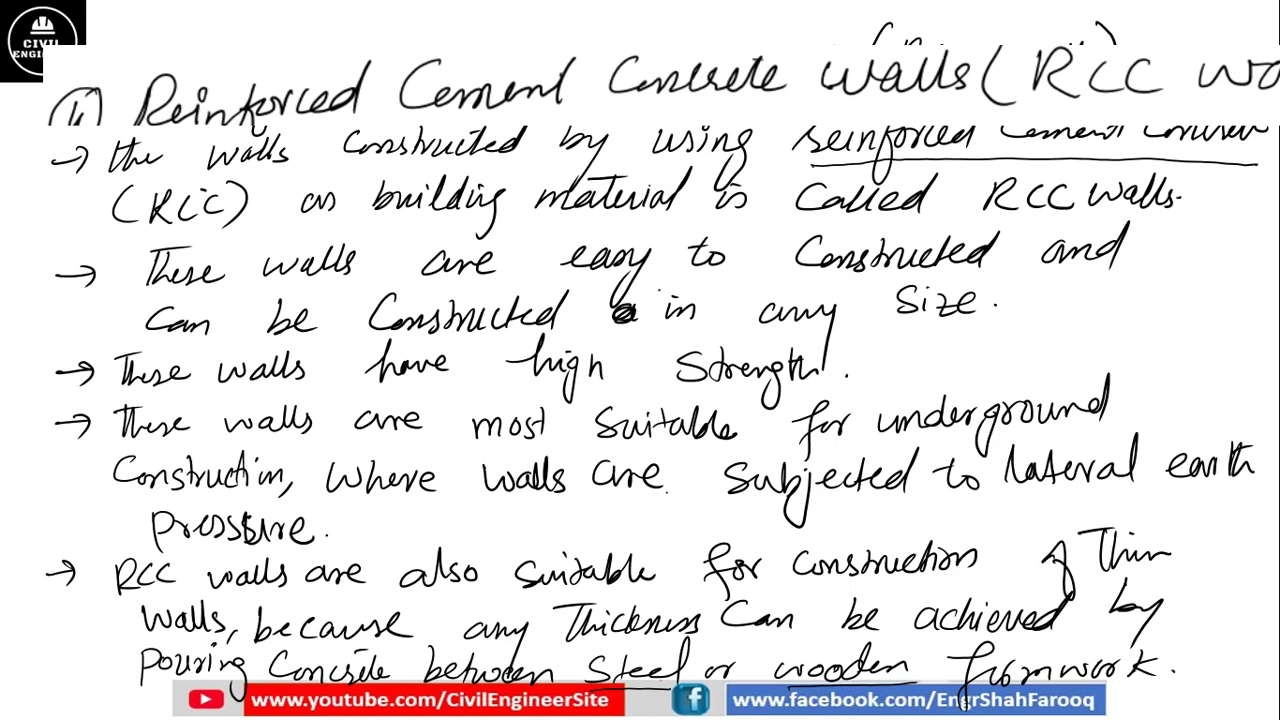 CIVIL
ENGI
Reinforced Cement Concrete walls (RCC wa
→ the walls constructed by using reinforced cement concrete
(RCC) as building material is called RCC walls.
→ These walls are easy to constructed and
can be constructed in any size.
→ These walls have high strength.
→ These walls are most suitable for underground
construction, where walls are subjected to lateral earth
pressure.
→ RCC walls are also suitable for construction of Thin
walls, because any Thickness can be achieved by
pouring concrete between steel or wooden formwork.
www.youtube.com/CivilEngineerSite
www.facebook.com/EngrShahFarooq